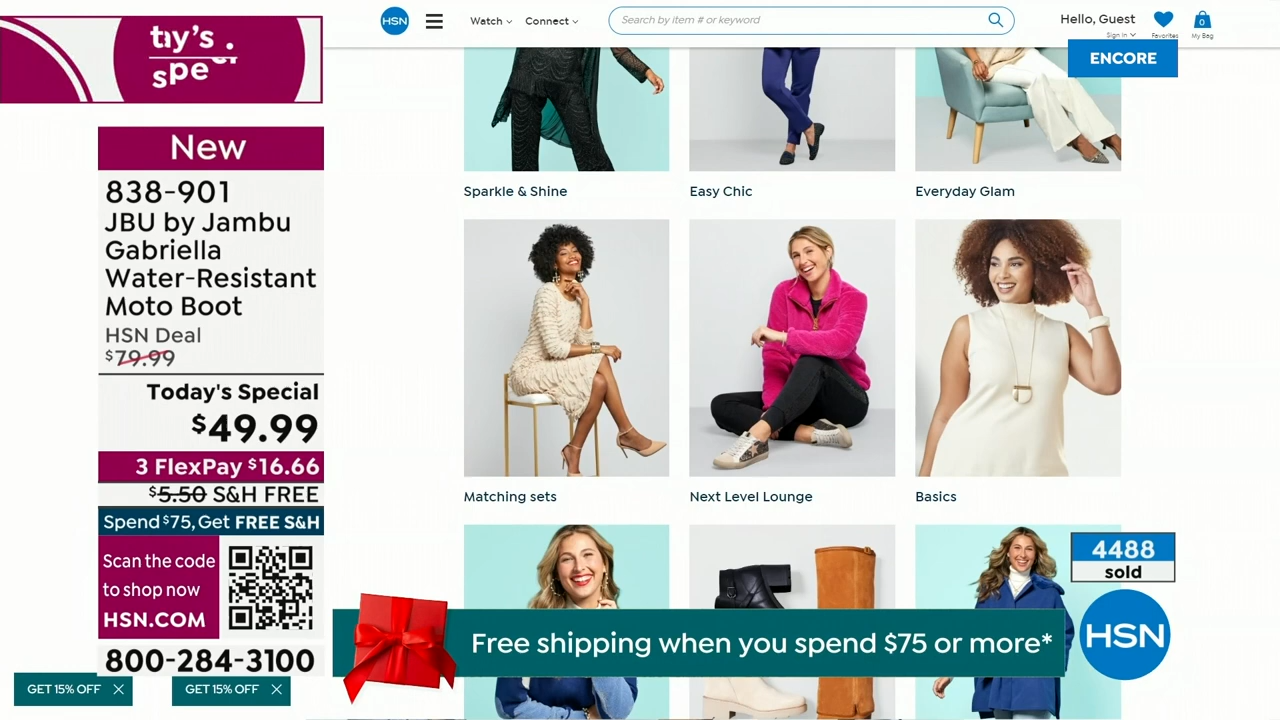 HSN
Watch
Connect
Search by item # or keyword
Hello, Guest
Sign In
Favorites
0
My Bag
ENCORE
New
838-901
JBU by Jambu
Gabriella
Water-Resistant
Moto Boot
HSN Deal
$79.99
Today's Special
$49.99
3 FlexPay $16.66
$5.50 S&H FREE
Spend $75, Get FREE S&H
Scan the code
to shop now
HSN.COM
800-284-3100
GET 15% OFF
GET 15% OFF
Sparkle & Shine
Easy Chic
Everyday Glam
Matching sets
Next Level Lounge
Basics
4488
sold
Free shipping when you spend $75 or more*
HSN